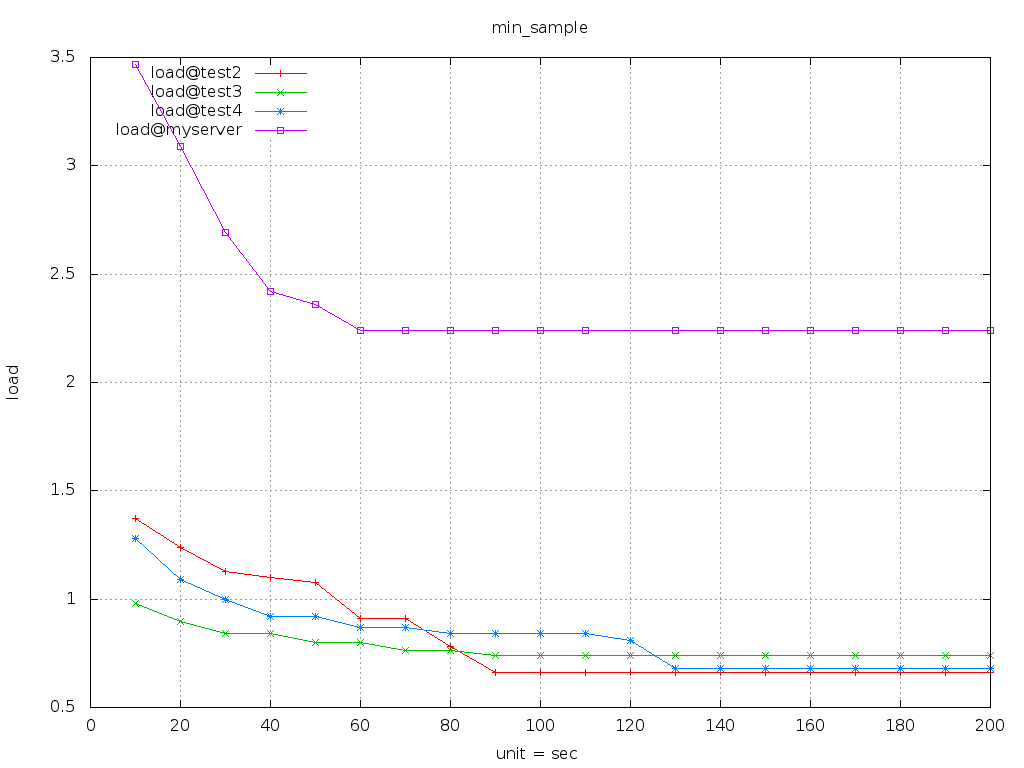 min_sample
3.5
load@test2
load@test3
load@test4
load@myserver
3
2.5
2
load
1.5
1
0.5
0 20 40 60 80 100 120 140 160 180 200
unit = sec